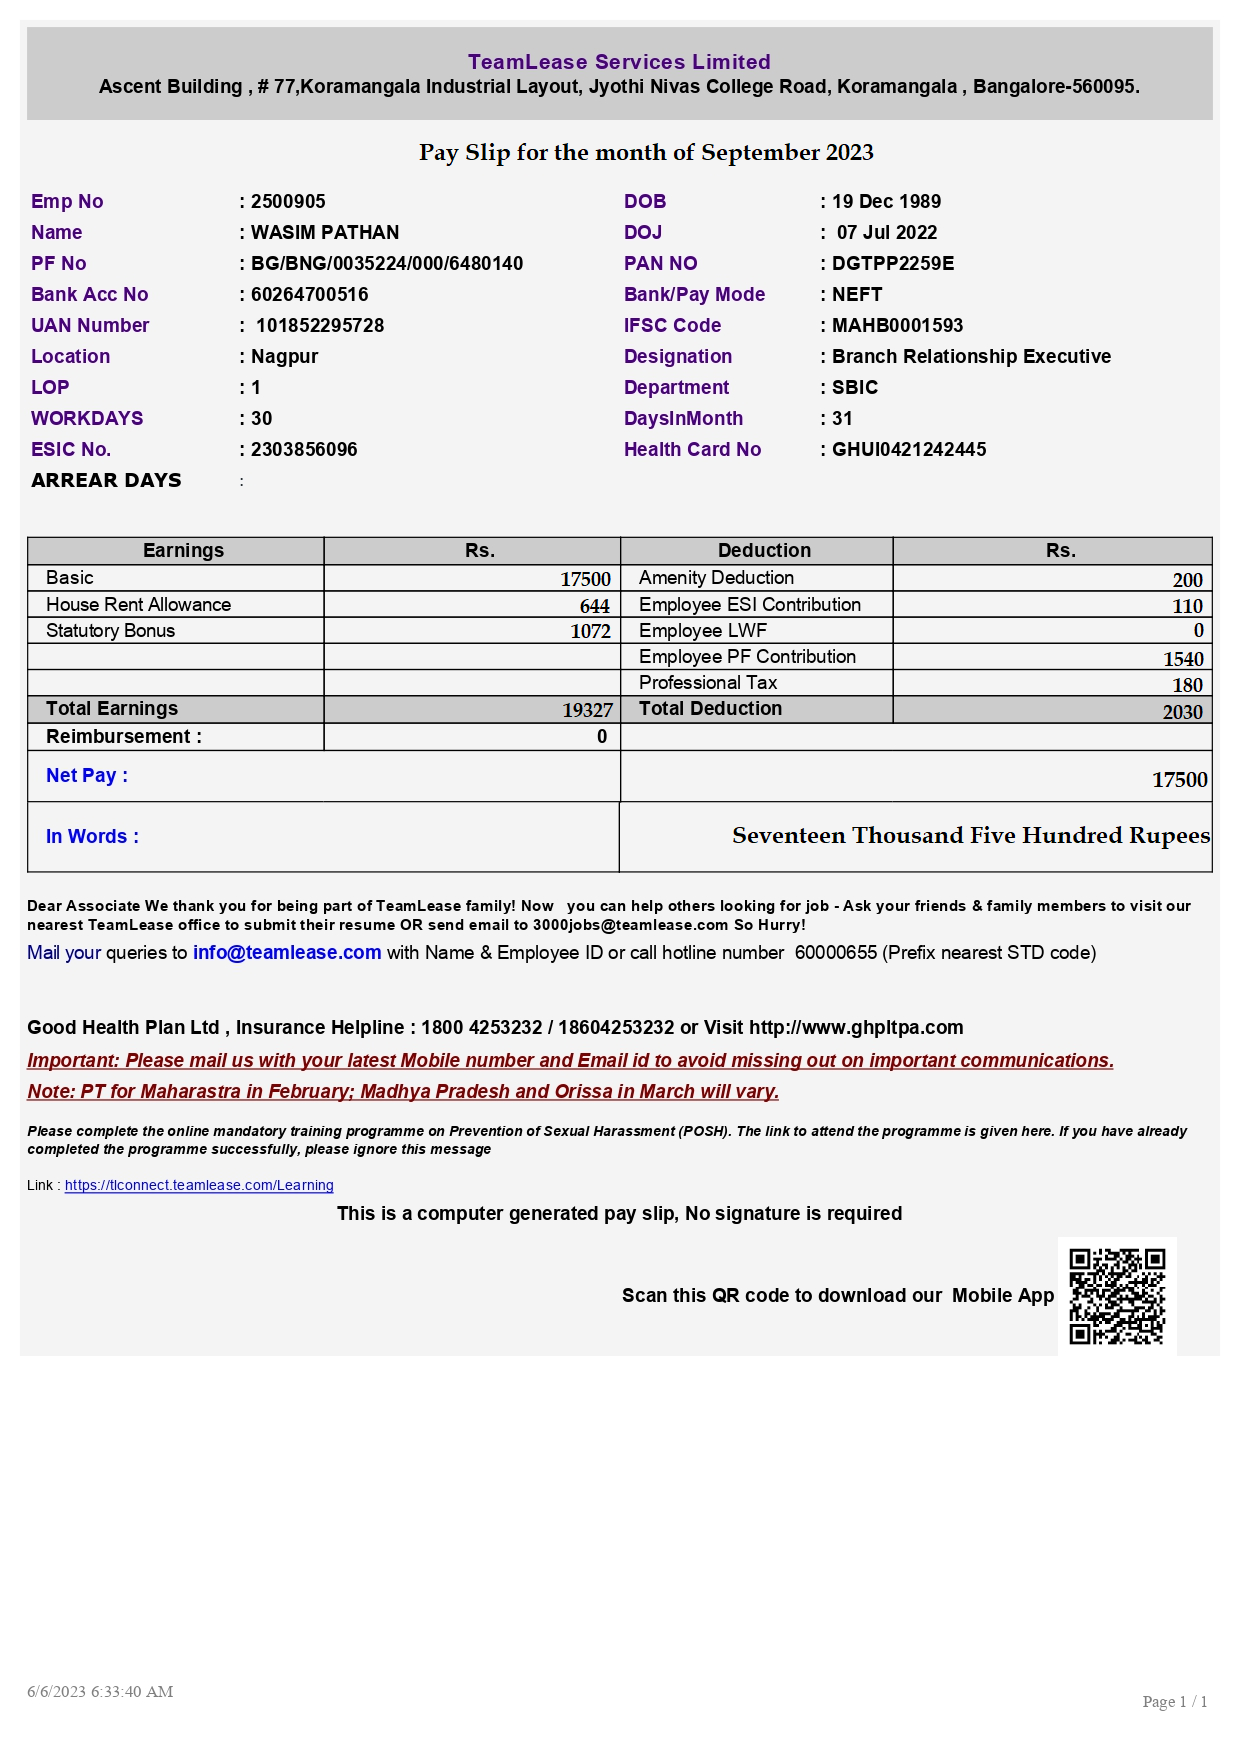 TeamLease Services Limited
Ascent Building , # 77,Koramangala Industrial Layout, Jyothi Nivas College Road, Koramangala , Bangalore-560095.
Pay Slip for the month of September 2023
Emp No : 2500905 DOB : 19 Dec 1989
Name : WASIM PATHAN DOJ : 07 Jul 2022
PF No : BG/BNG/0035224/000/6480140 PAN NO : DGTPP2259E
Bank Acc No : 60264700516 Bank/Pay Mode : NEFT
UAN Number : 101852295728 IFSC Code : MAHB0001593
Location : Nagpur Designation : Branch Relationship Executive
LOP : 1 Department : SBIC
WORKDAYS : 30 DaysInMonth : 31
ESIC No. : 2303856096 Health Card No : GHUI0421242445
ARREAR DAYS :
Earnings Rs. Deduction Rs.
Basic 17500 Amenity Deduction 200
House Rent Allowance 644 Employee ESI Contribution 110
Statutory Bonus 1072 Employee LWF 0
Employee PF Contribution 1540
Professional Tax 180
Total Earnings 19327 Total Deduction 2030
Reimbursement : 0
Net Pay : 17500
In Words : Seventeen Thousand Five Hundred Rupees
Dear Associate We thank you for being part of TeamLease family! Now you can help others looking for job - Ask your friends & family members to visit our
nearest TeamLease office to submit their resume OR send email to 3000jobs@teamlease.com So Hurry!
Mail your queries to info@teamlease.com with Name & Employee ID or call hotline number 60000655 (Prefix nearest STD code)
Good Health Plan Ltd , Insurance Helpline : 1800 4253232 / 18604253232 or Visit http://www.ghpltpa.com
Important: Please mail us with your latest Mobile number and Email id to avoid missing out on important communications.
Note: PT for Maharastra in February; Madhya Pradesh and Orissa in March will vary.
Please complete the online mandatory training programme on Prevention of Sexual Harassment (POSH). The link to attend the programme is given here. If you have already
completed the programme successfully, please ignore this message
Link : https://tlconnect.teamlease.com/Learning
This is a computer generated pay slip, No signature is required
Scan this QR code to download our Mobile App
6/6/2023 6:33:40 AM
Page 1 / 1